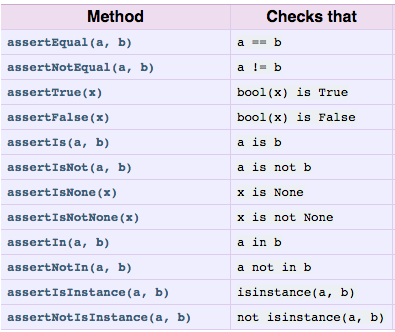 Method Checks that
assertEqual(a, b) a == b
assertNotEqual(a, b) a != b
assertTrue(x) bool(x) is True
assertFalse(x) bool(x) is False
assertIs(a, b) a is b
assertIsNot(a, b) a is not b
assertIsNone(x) x is None
assertIsNotNone(x) x is not None
assertIn(a, b) a in b
assertNotIn(a, b) a not in b
assertIsInstance(a, b) isinstance(a, b)
assertNotIsInstance(a, b) not isinstance(a, b)